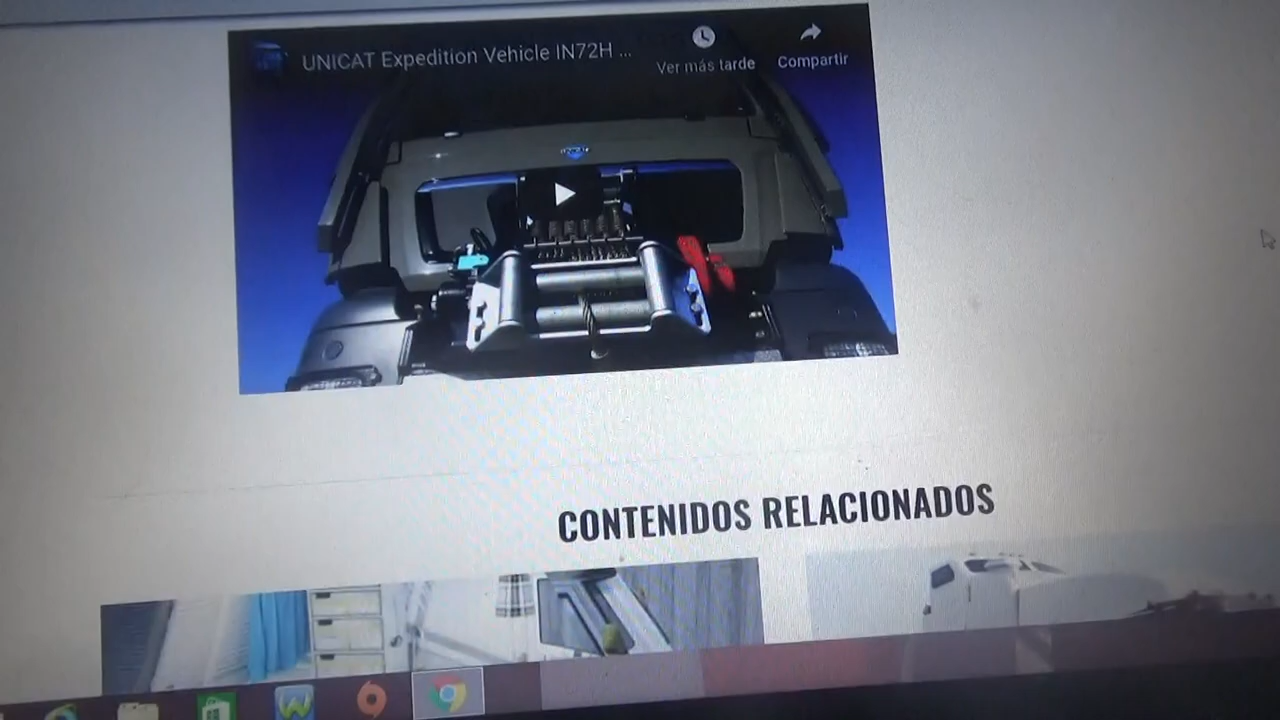 UNICAT Expedition Vehicle IN72H ...
Ver más tarde
Compartir
CONTENIDOS RELACIONADOS